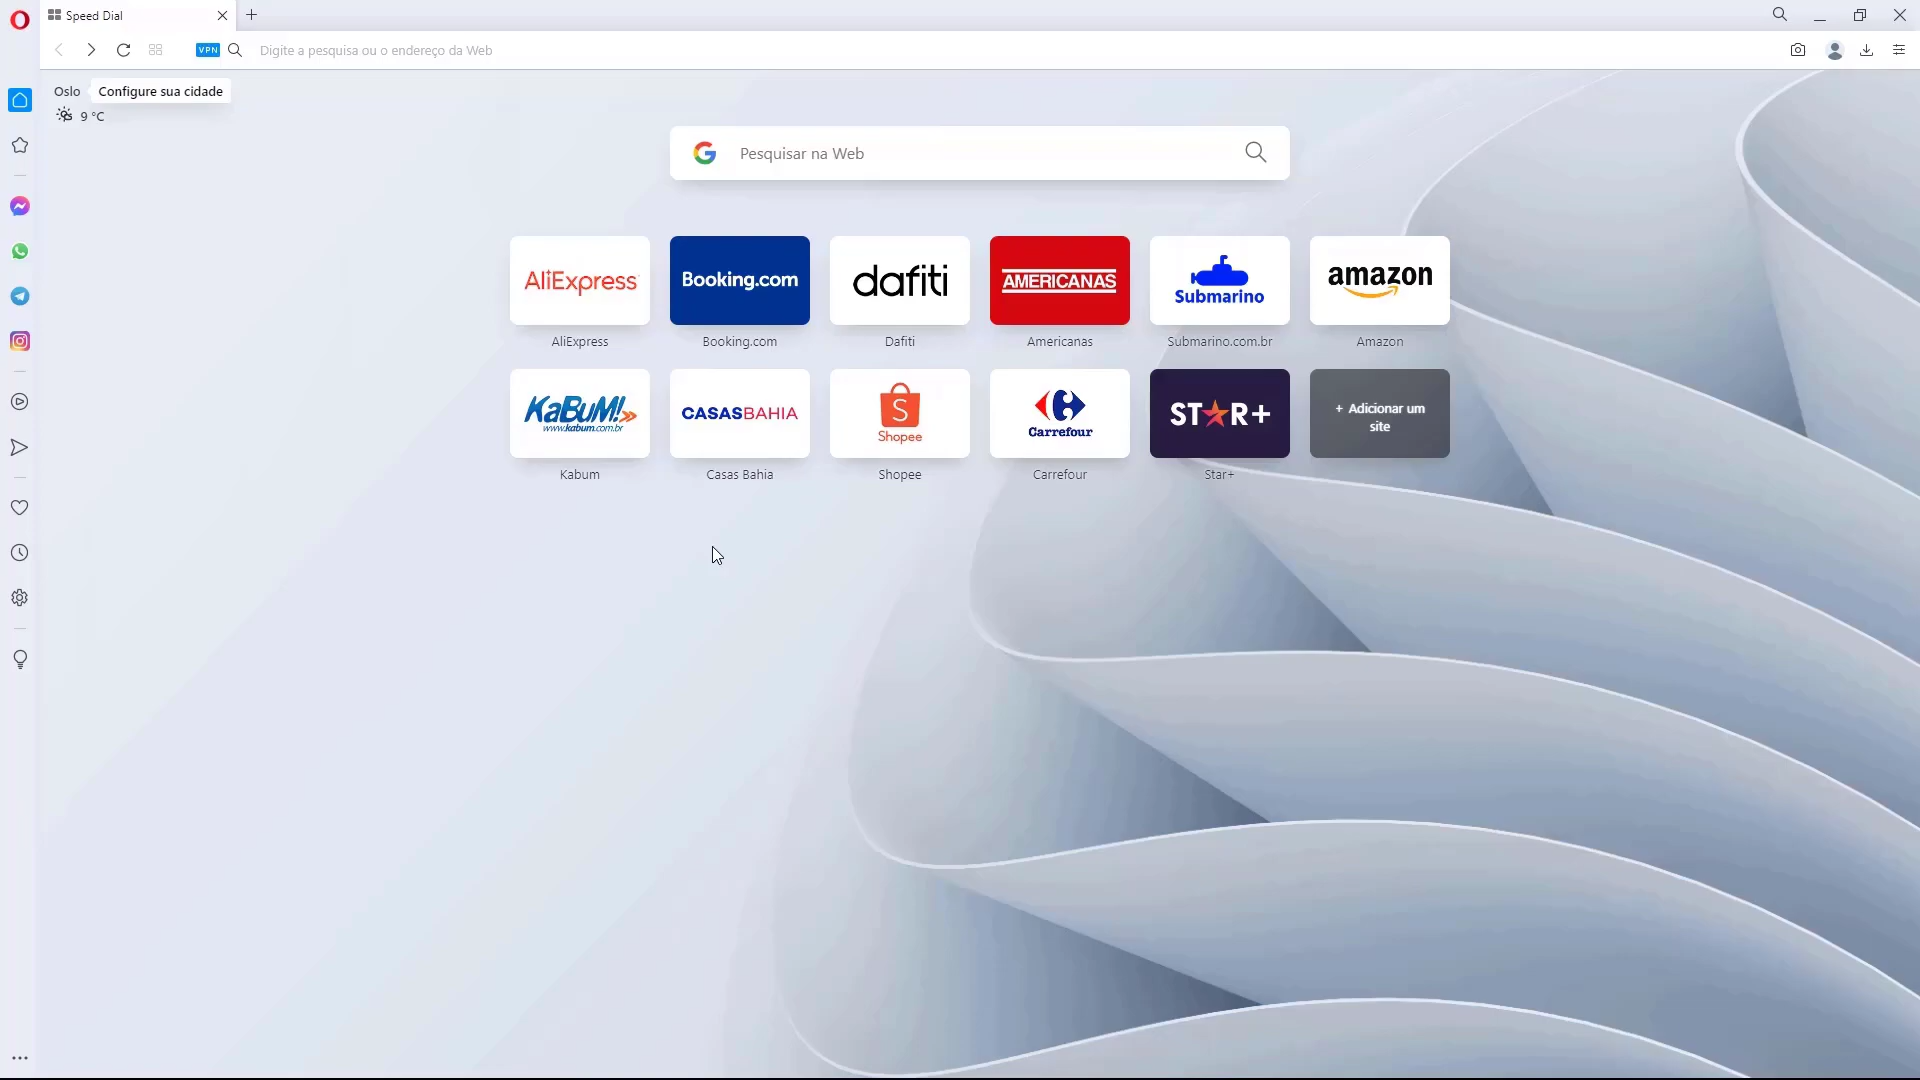 Speed Dial
VPN
Digite a pesquisa ou o endereço da Web
Oslo
Configure sua cidade
9 °C
Pesquisar na Web
AliExpress
Booking.com
dafiti
AMERICANAS
Submarino
amazon
AliExpress
Booking.com
Dafiti
Americanas
Submarino.com.br
Amazon
KaBuM!
www.kabum.com.br
CASASBAHIA
S
Shopee
Carrefour
ST★R+
+ Adicionar um
site
Kabum
Casas Bahia
Shopee
Carrefour
Star+